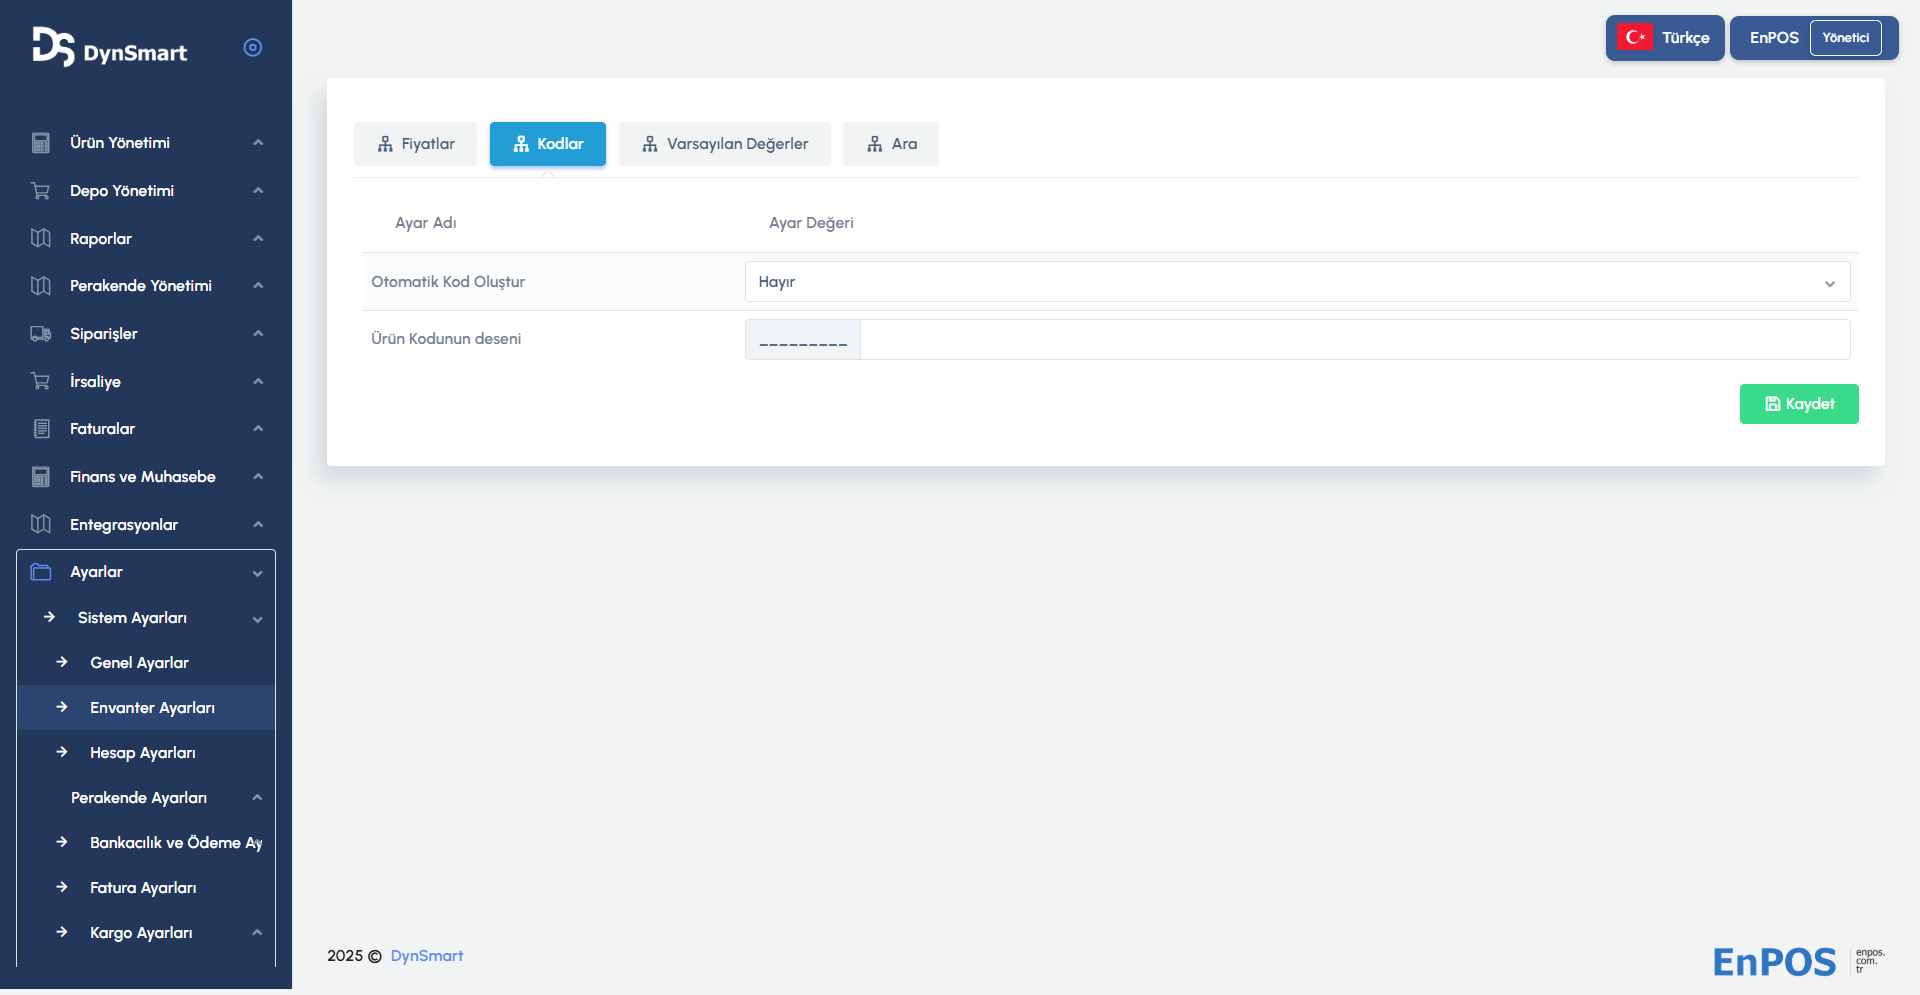 DS DynSmart
Ürün Yönetimi
Depo Yönetimi
Raporlar
Perakende Yönetimi
Siparişler
İrsaliye
Faturalar
Finans ve Muhasebe
Entegrasyonlar
Ayarlar
Sistem Ayarları
Genel Ayarlar
Envanter Ayarları
Hesap Ayarları
Perakende Ayarları
Bankacılık ve Ödeme Ay
Fatura Ayarları
Kargo Ayarları
Türkçe
EnPOS Yönetici
Fiyatlar Kodlar Varsayılan Değerler Ara
Ayar Adı Ayar Değeri
Otomatik Kod Oluştur Hayır
Ürün Kodunun deseni _________
Kaydet
2025 © DynSmart
EnPOS
enpos.
com.
tr